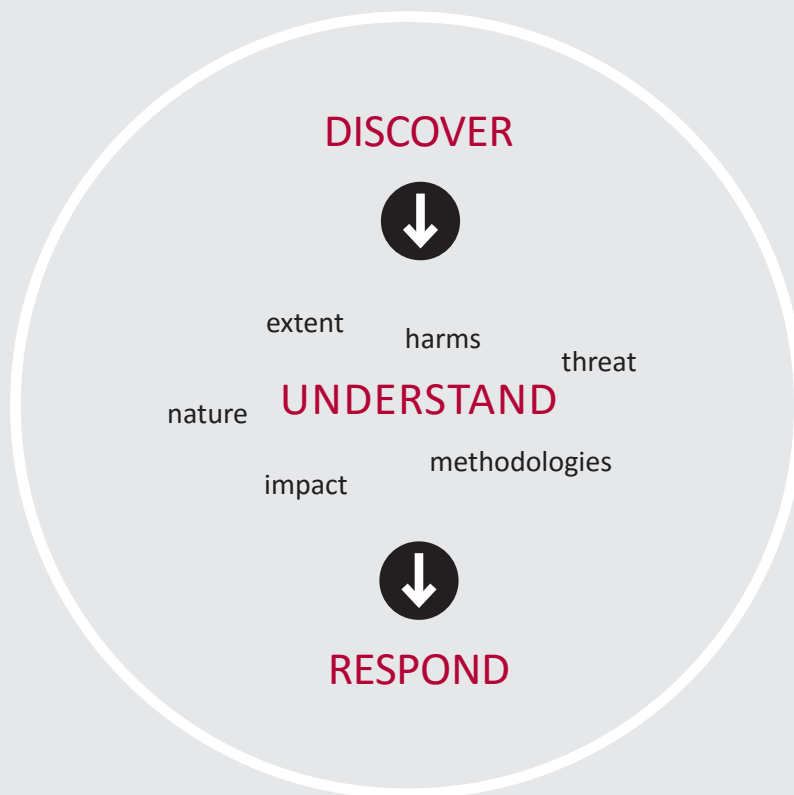 DISCOVER
extent
harms
threat
UNDERSTAND
nature
methodologies
impact
RESPOND